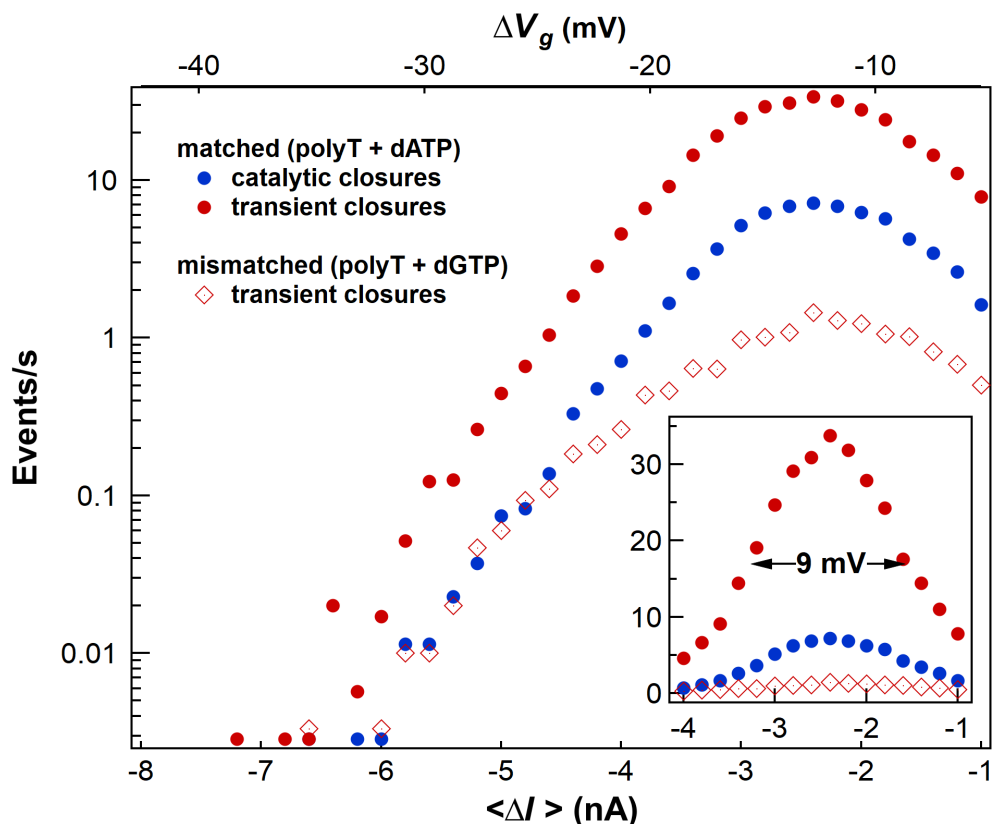 ΔVg (mV)
-40 -30 -20 -10
matched (polyT + dATP)
catalytic closures
transient closures
mismatched (polyT + dGTP)
transient closures
Events/s
10
1
0.1
0.01
30
20
10
0
9 mV
-4 -3 -2 -1
-8 -7 -6 -5 -4 -3 -2 -1
<ΔI > (nA)